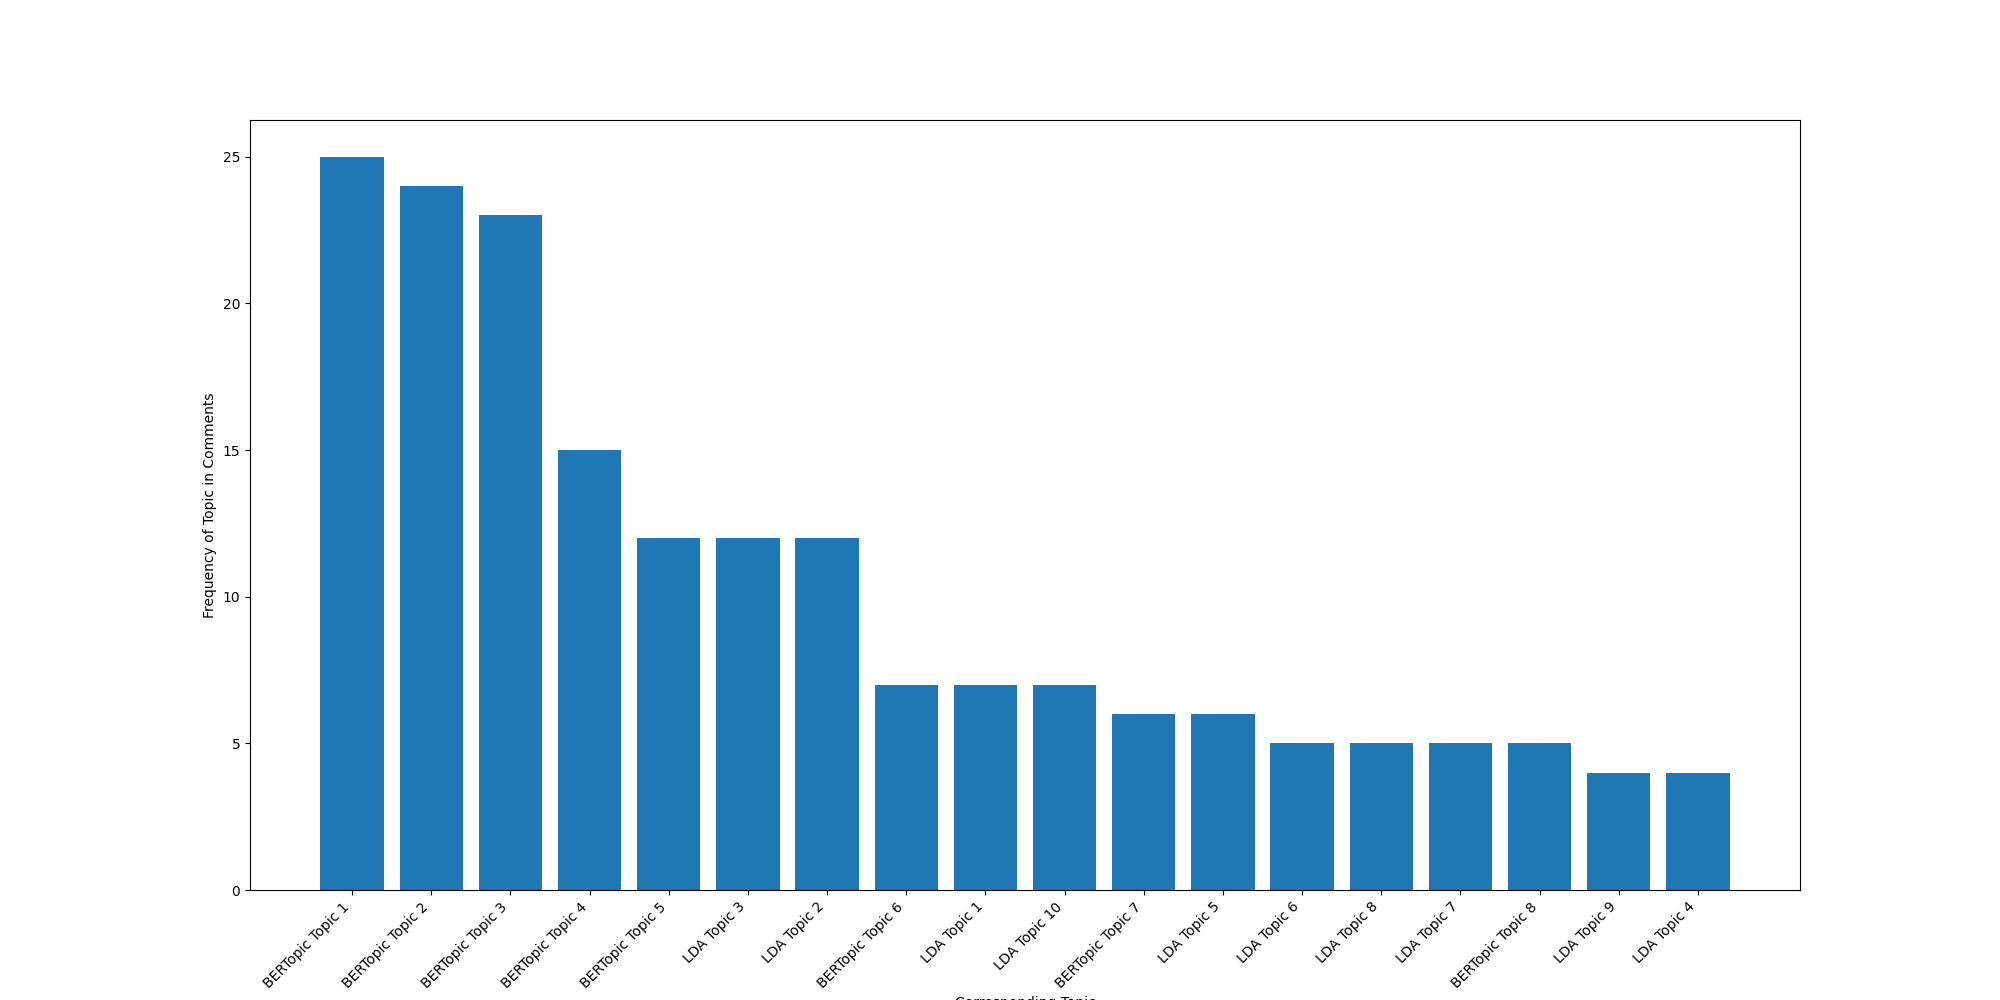 25
20
15
10
5
0
Frequency of Topic in Comments
BERTopic Topic 1
BERTopic Topic 2
BERTopic Topic 3
BERTopic Topic 4
BERTopic Topic 5
LDA Topic 3
LDA Topic 2
BERTopic Topic 6
LDA Topic 1
LDA Topic 10
BERTopic Topic 7
LDA Topic 5
LDA Topic 6
LDA Topic 8
LDA Topic 7
BERTopic Topic 8
LDA Topic 9
LDA Topic 4
Corresponding Topic